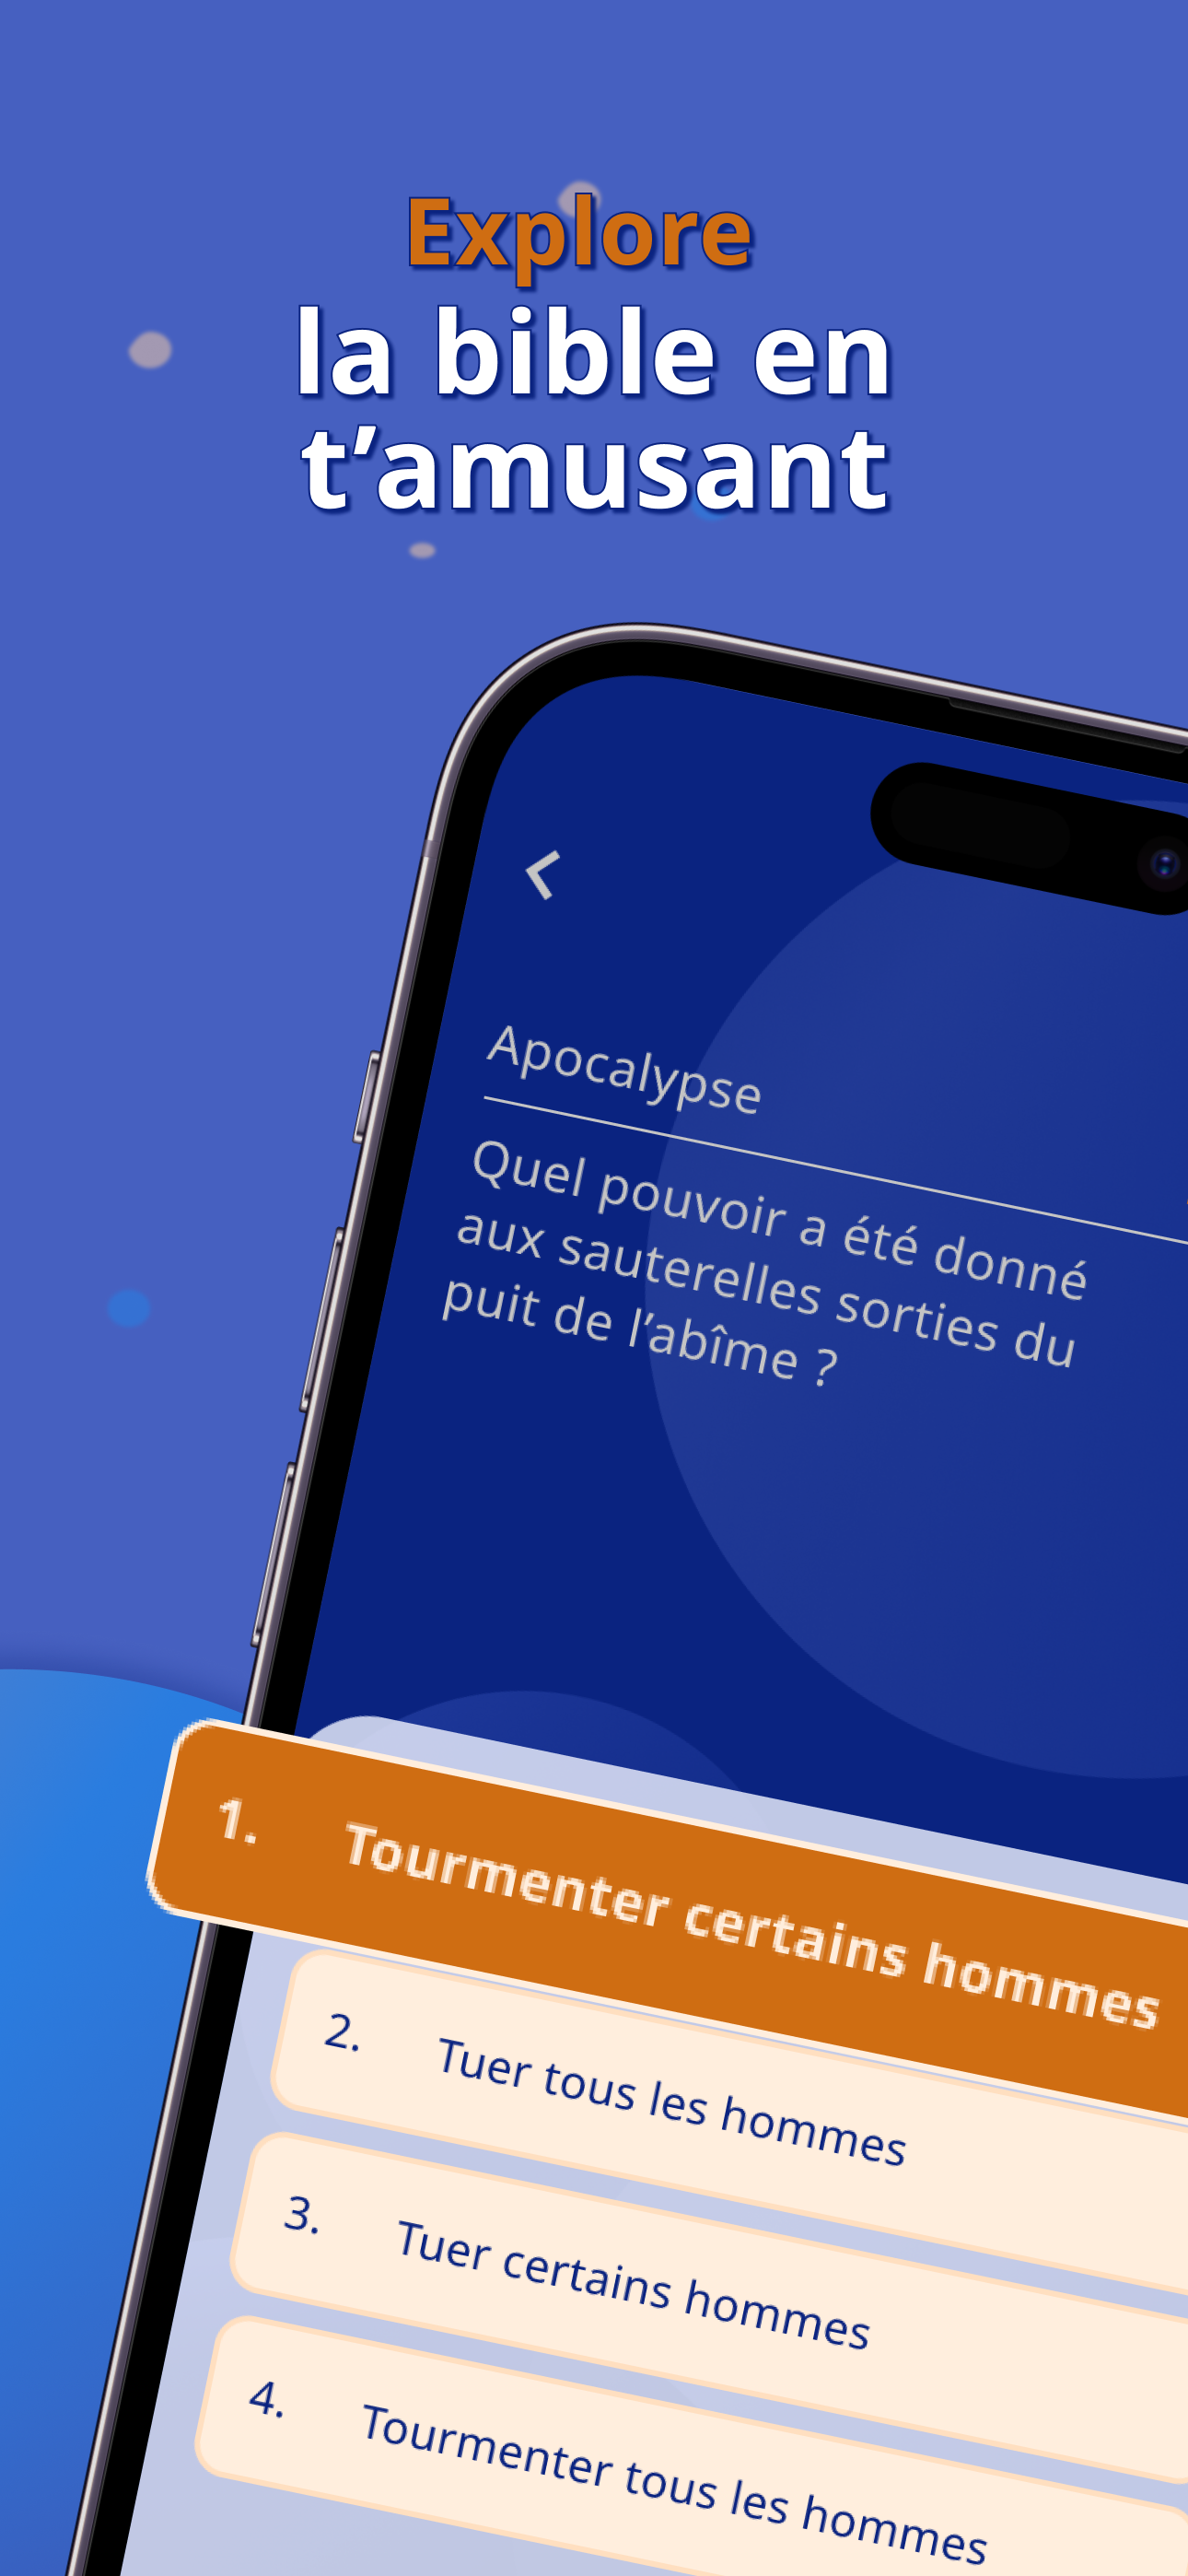 Explore
la bible en
t’amusant
Apocalypse
Quel pouvoir a été donné
aux sauterelles sorties du
puit de l’abîme ?
1. Tourmenter certains hommes
2. Tuer tous les hommes
3. Tuer certains hommes
4. Tourmenter tous les hommes